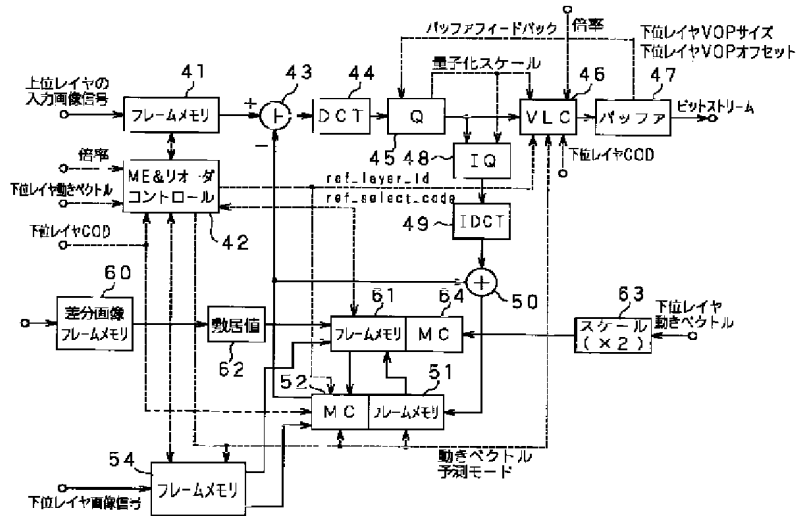 バッファフィードバック
倍率
下位レイヤVOPサイズ
下位レイヤVOPオフセット
上位レイヤの
入力画像信号
41
フレームメモリ
+
43
+
−
44
DCT
量子化スケール
Q
45
46
VLC
47
バッファ
ビットストリーム
48
IQ
下位レイヤCOD
倍率
下位レイヤ動きベクトル
ME&リオーダ
コントロール
42
下位レイヤCOD
ref_layer_id
ref_select_code
49
IDCT
+
50
60
差分画像
フレームメモリ
敷居値
62
61
フレームメモリ
64
MC
63
スケール
(×2)
下位レイヤ
動きベクトル
52
MC
51
フレームメモリ
動きベクトル
予測モード
54
フレームメモリ
下位レイヤ画像信号